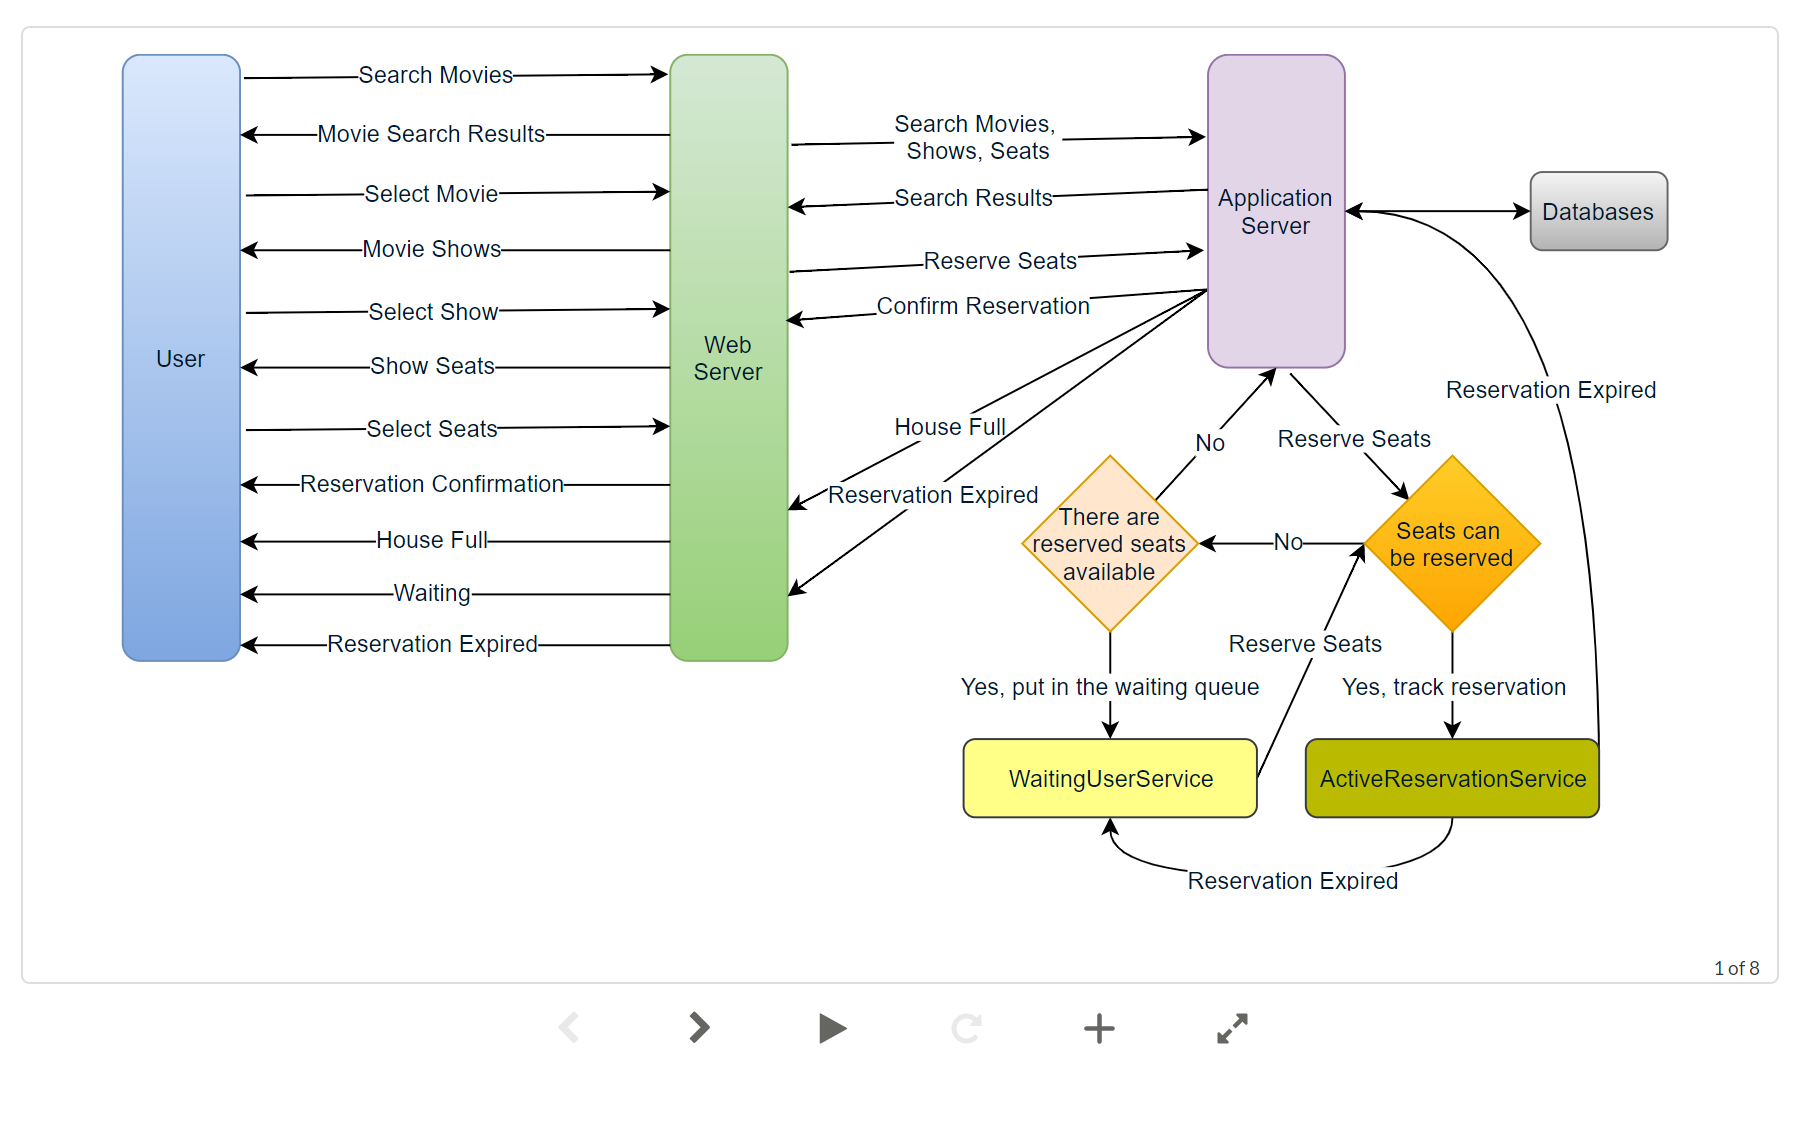 Search Movies
Movie Search Results
Select Movie
Movie Shows
Select Show
Show Seats
Select Seats
Reservation Confirmation
House Full
Waiting
Reservation Expired
User
Web
Server
Search Movies,
Shows, Seats
Search Results
Reserve Seats
Confirm Reservation
House Full
Reservation Expired
Application
Server
Databases
Reservation Expired
No
Reserve Seats
There are
reserved seats
available
No
Seats can
be reserved
Reserve Seats
Yes, put in the waiting queue
Yes, track reservation
WaitingUserService
ActiveReservationService
Reservation Expired
1 of 8